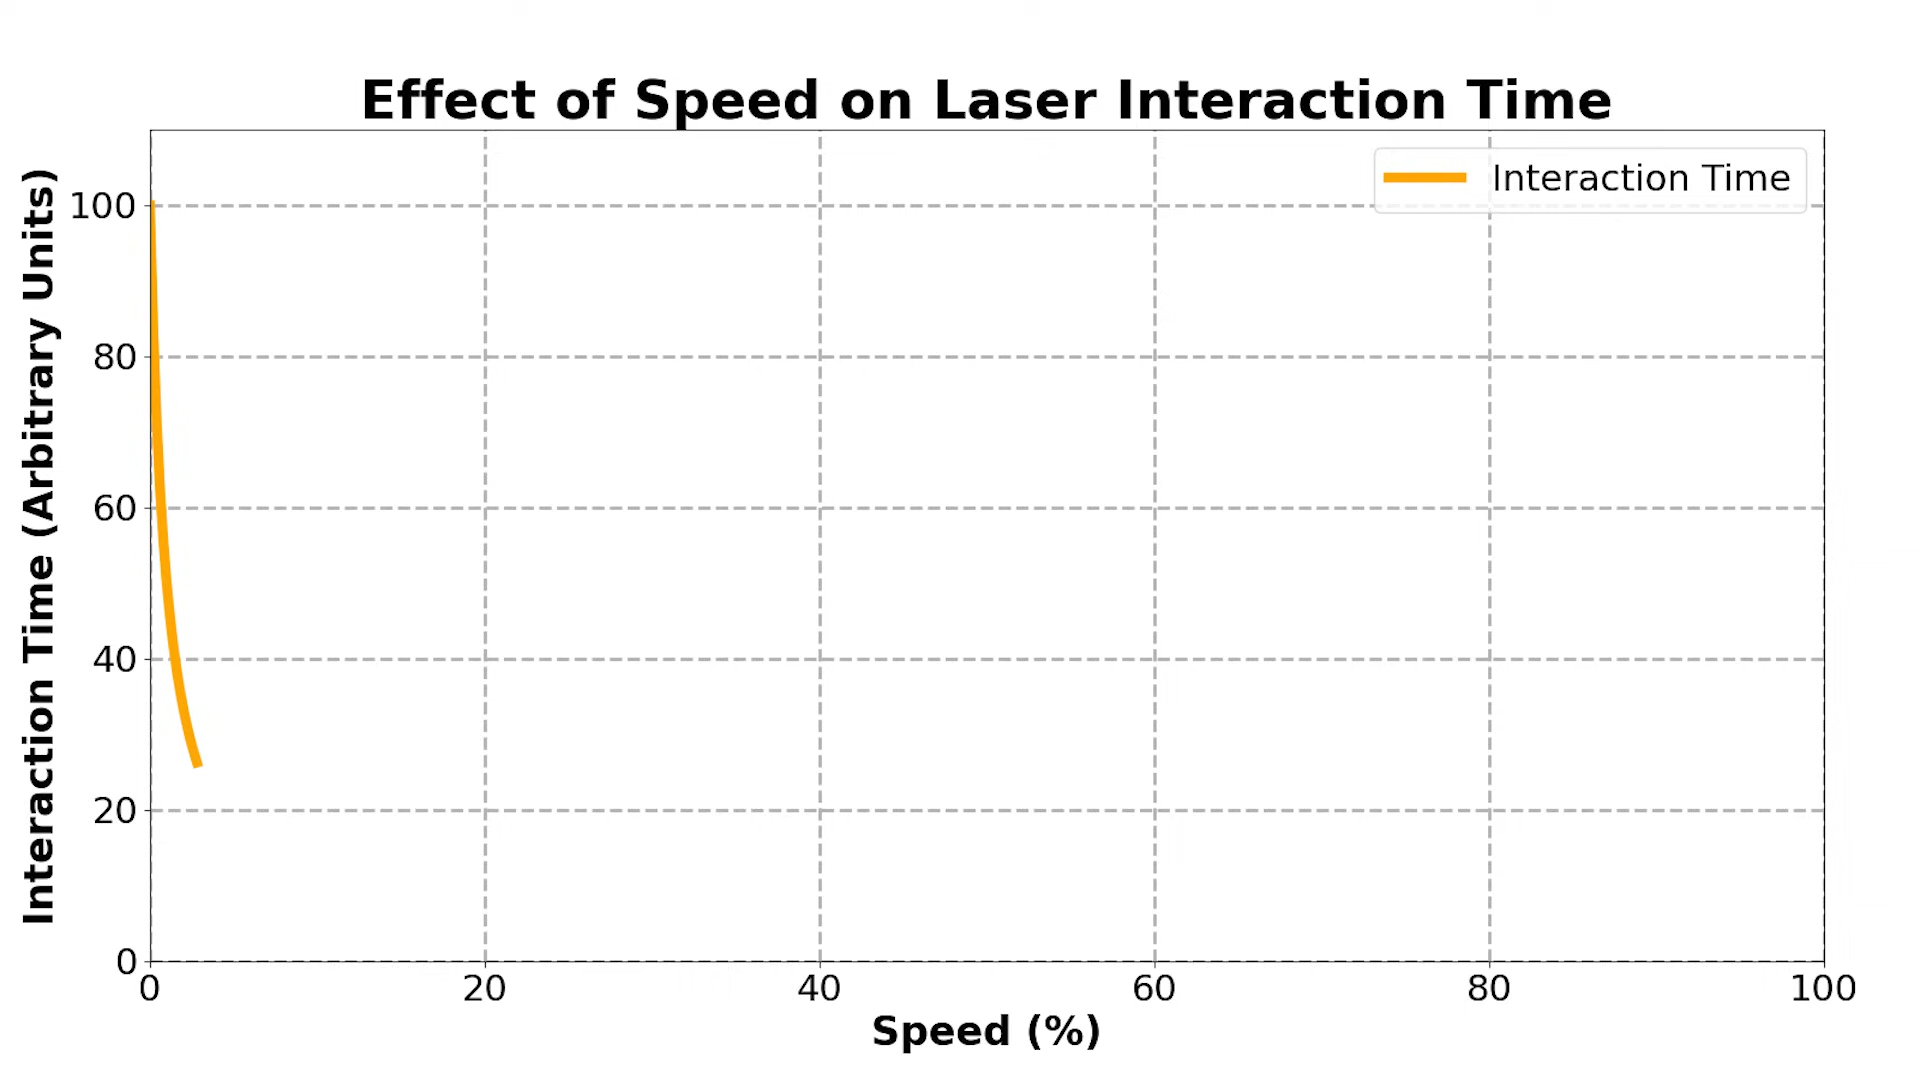 Effect of Speed on Laser Interaction Time
Interaction Time
Interaction Time (Arbitrary Units)
100
80
60
40
20
0
0 20 40 60 80 100
Speed (%)